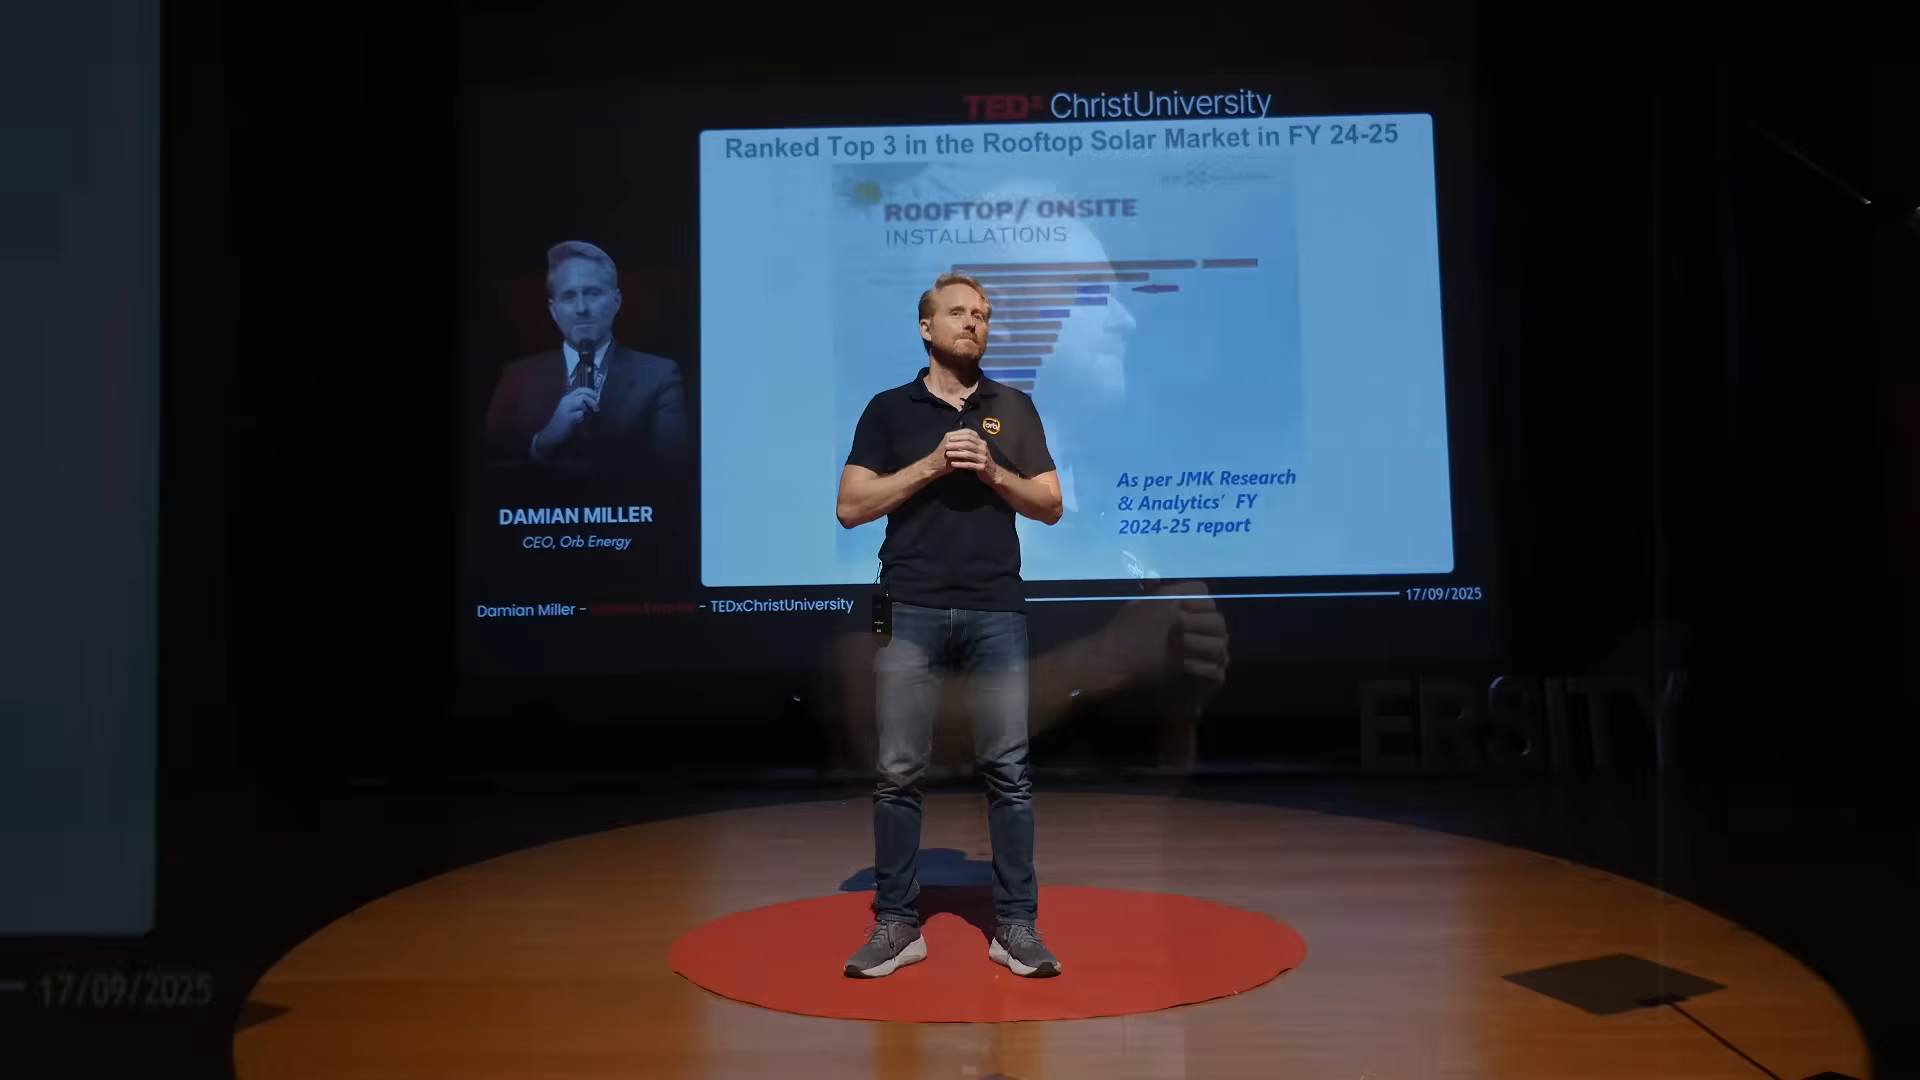 TEDx ChristUniversity
Ranked Top 3 in the Rooftop Solar Market in FY 24-25
ROOFTOP/ ONSITE
INSTALLATIONS
orb
As per JMK Research
& Analytics' FY
2024-25 report
DAMIAN MILLER
CEO, Orb Energy
Damian Miller - - TEDxChristUniversity
17/09/2025
ERSITY
17/09/2025